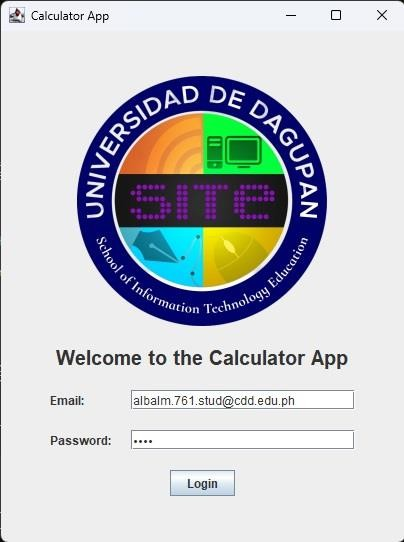 Calculator App
UNIVERSIDAD DE DAGUPAN
SITE
School of Information Technology Education
Welcome to the Calculator App
Email:
albalm.761.stud@cdd.edu.ph
Password:
••••
Login